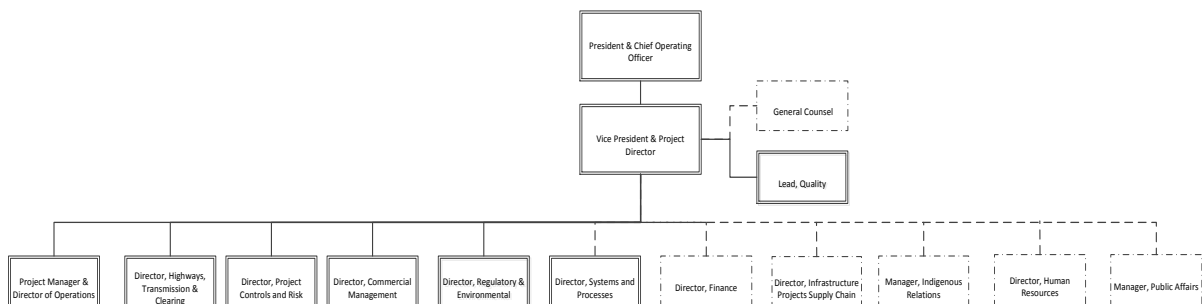 President & Chief Operating
Officer
General Counsel
Vice President & Project
Director
Lead, Quality
Project Manager &
Director of Operations
Director, Highways,
Transmission &
Clearing
Director, Project
Controls and Risk
Director, Commercial
Management
Director, Regulatory &
Environmental
Director, Systems and
Processes
Director, Finance
Director, Infrastructure
Projects Supply Chain
Manager, Indigenous
Relations
Director, Human
Resources
Manager, Public Affairs